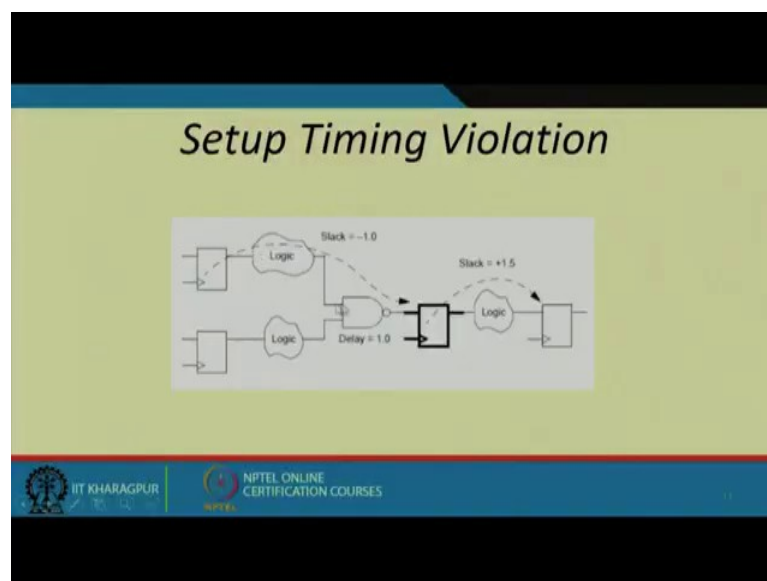 Setup Timing Violation
Slack = -1.0
Logic
Slack = +1.5
Logic
Logic
Delay = 1.0
IIT KHARAGPUR
NPTEL ONLINE
CERTIFICATION COURSES
NPTEL